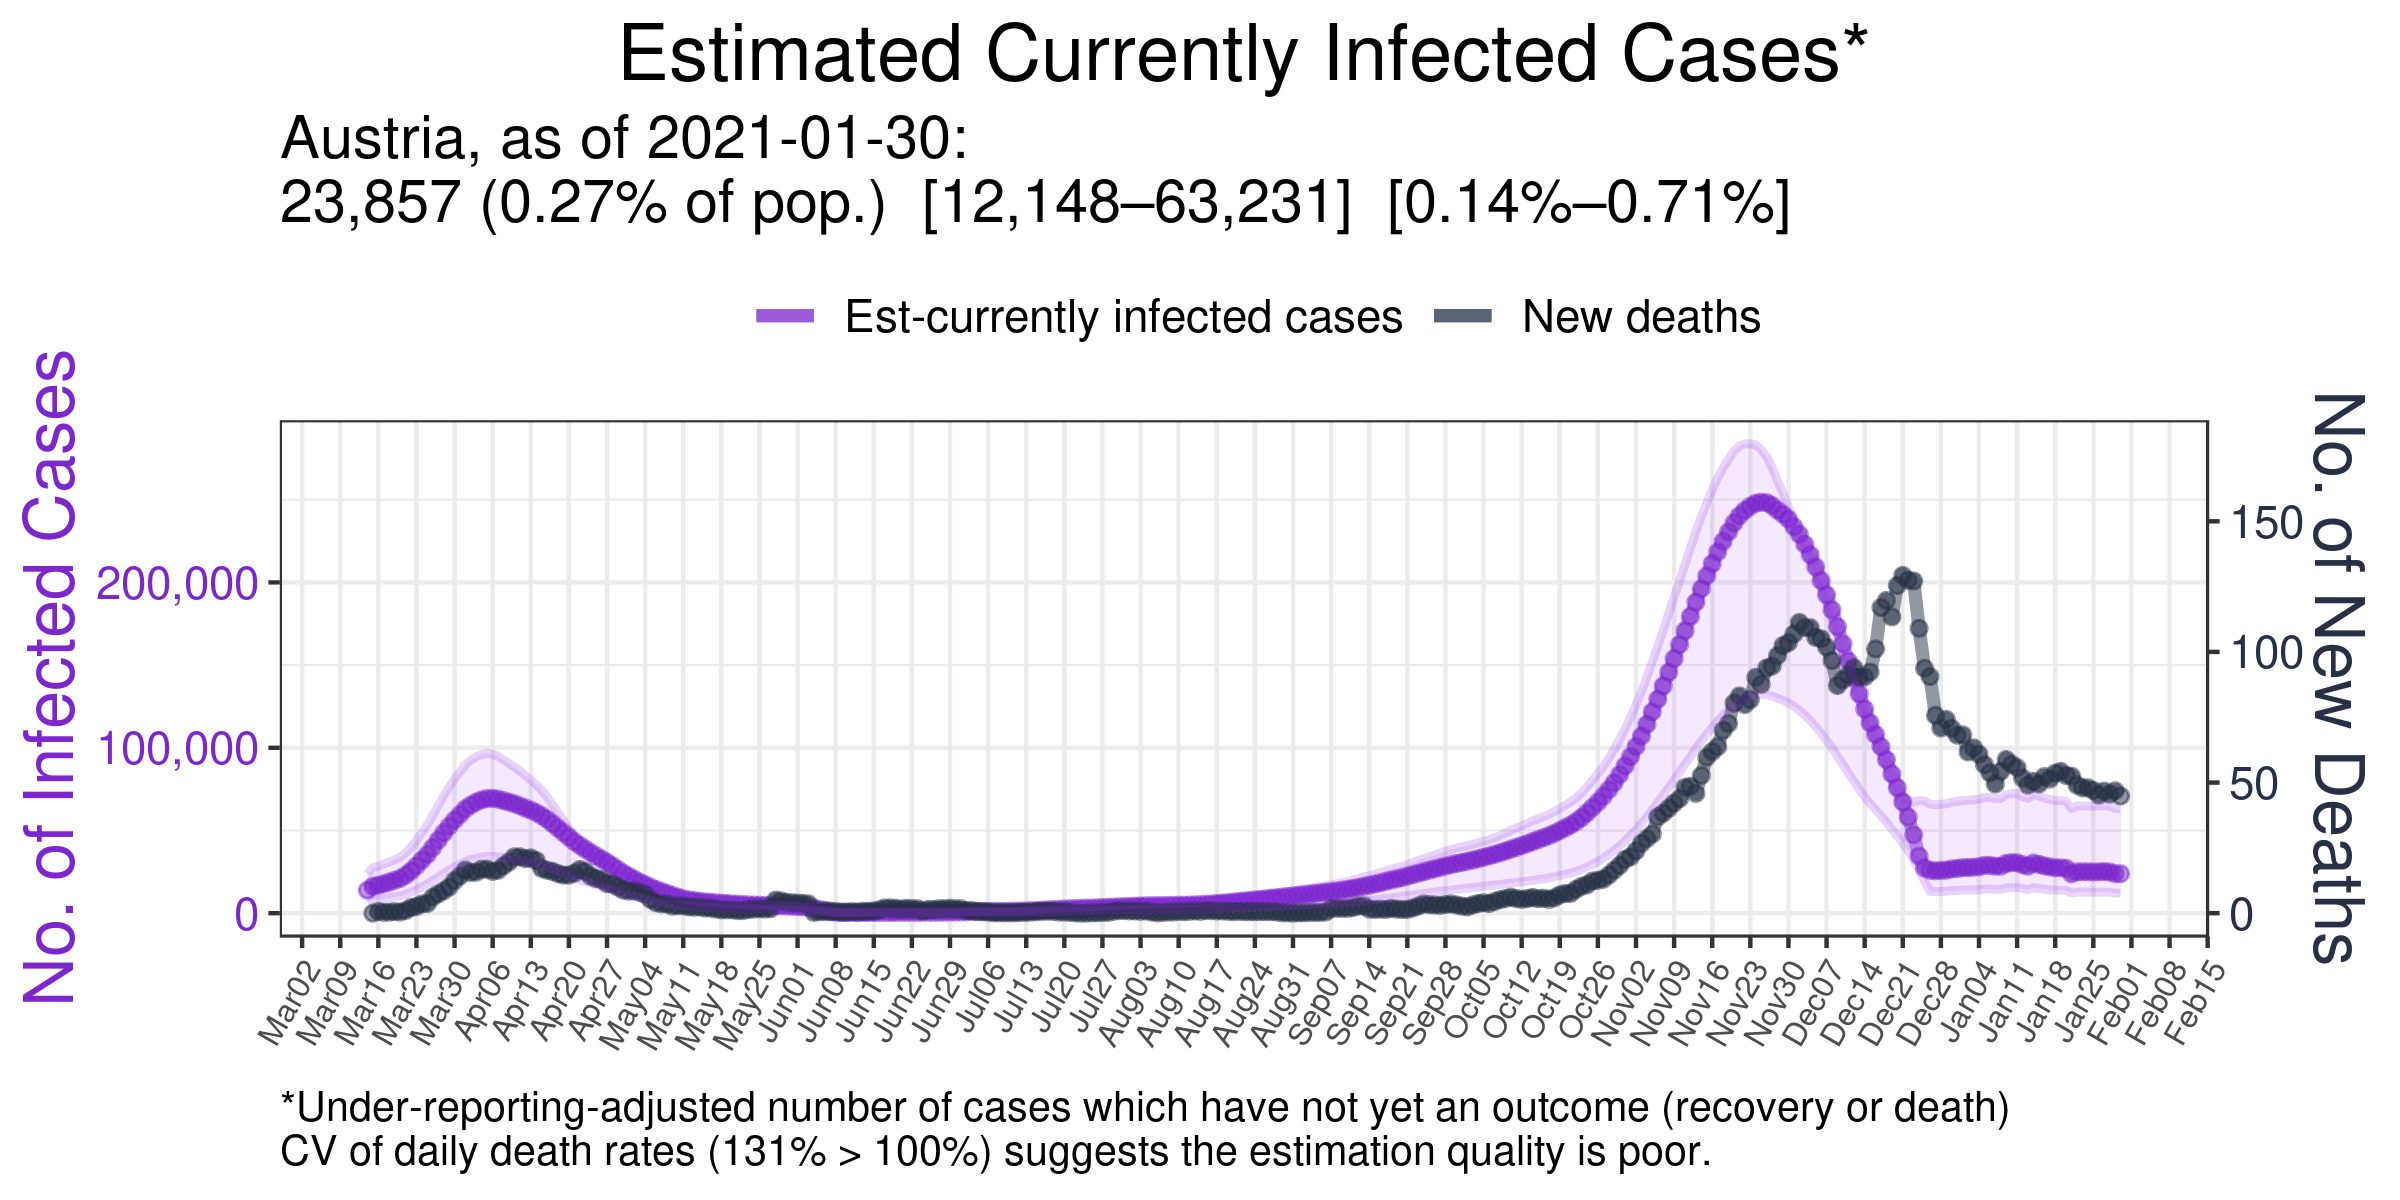 Estimated Currently Infected Cases*
Austria, as of 2021-01-30:
23,857 (0.27% of pop.)  [12,148–63,231]  [0.14%–0.71%]
Est-currently infected cases
New deaths
No. of Infected Cases
200,000
100,000
0
150
100
50
0
No. of New Deaths
Mar02
Mar09
Mar16
Mar23
Mar30
Apr06
Apr13
Apr20
Apr27
May04
May11
May18
May25
Jun01
Jun08
Jun15
Jun22
Jun29
Jul06
Jul13
Jul20
Jul27
Aug03
Aug10
Aug17
Aug24
Aug31
Sep07
Sep14
Sep21
Sep28
Oct05
Oct12
Oct19
Oct26
Nov02
Nov09
Nov16
Nov23
Nov30
Dec07
Dec14
Dec21
Dec28
Jan04
Jan11
Jan18
Jan25
Feb01
Feb08
Feb15
*Under-reporting-adjusted number of cases which have not yet an outcome (recovery or death)
CV of daily death rates (131% > 100%) suggests the estimation quality is poor.